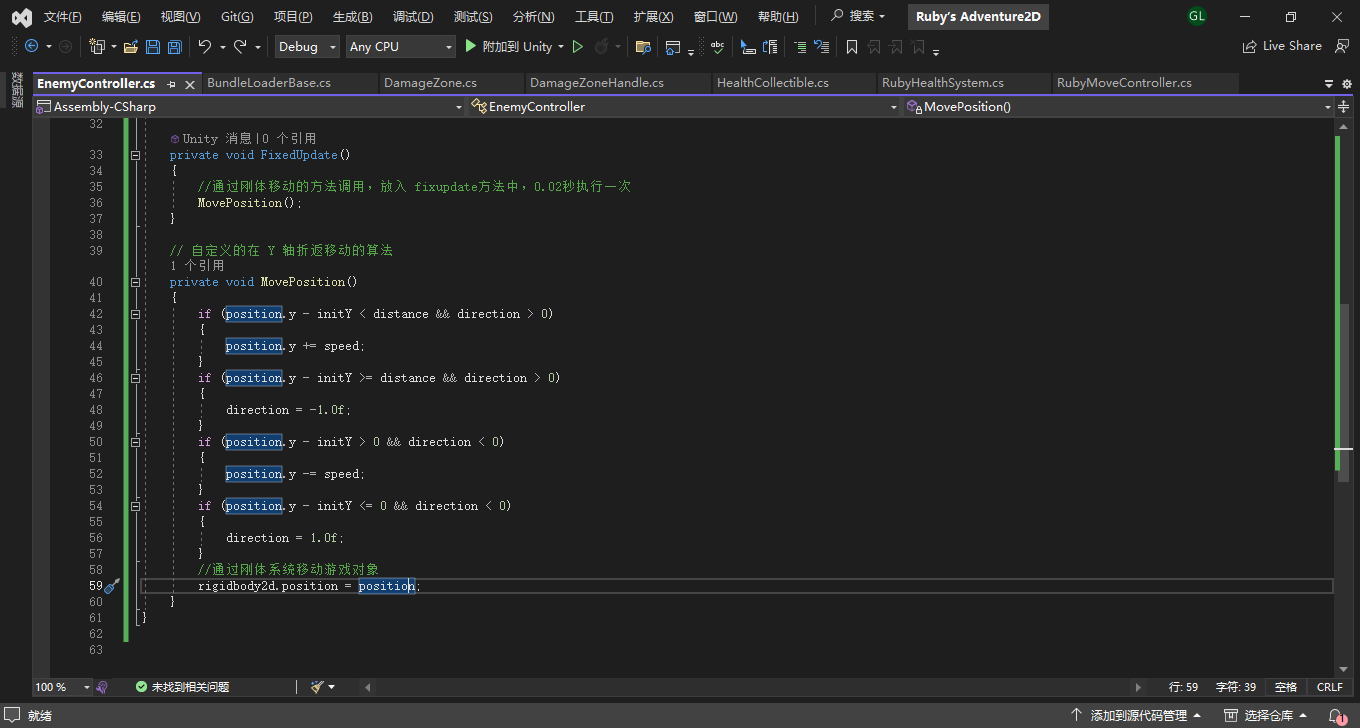 文件(F) 编辑(E) 视图(V) Git(G) 项目(P) 生成(B) 调试(D) 测试(S) 分析(N) 工具(T) 扩展(X) 窗口(W) 帮助(H) 搜索 Ruby's Adventure2D GL
Debug Any CPU 附加到 Unity abc Live Share
数据源
EnemyController.cs BundleLoaderBase.cs DamageZone.cs DamageZoneHandle.cs HealthCollectible.cs RubyHealthSystem.cs RubyMoveController.cs
Assembly-CSharp EnemyController MovePosition()
32
Unity 消息|0 个引用
33 private void FixedUpdate()
34 {
35 //通过刚体移动的方法调用，放入 fixupdate方法中，0.02秒执行一次
36 MovePosition();
37 }
38
39 // 自定义的在 Y 轴折返移动的算法
1 个引用
40 private void MovePosition()
41 {
42 if (position.y - initY < distance && direction > 0)
43 {
44 position.y += speed;
45 }
46 if (position.y - initY >= distance && direction > 0)
47 {
48 direction = -1.0f;
49 }
50 if (position.y - initY > 0 && direction < 0)
51 {
52 position.y -= speed;
53 }
54 if (position.y - initY <= 0 && direction < 0)
55 {
56 direction = 1.0f;
57 }
58 //通过刚体系统移动游戏对象
59 rigidbody2d.position = position;
60 }
61 }
62
63
100 % 未找到相关问题 行: 59 字符: 39 空格 CRLF
就绪 添加到源代码管理 选择仓库 1